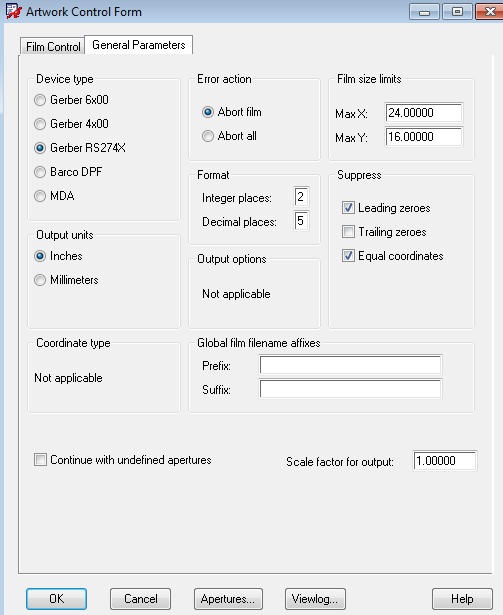 Artwork Control Form
Film Control General Parameters
Device type
Gerber 6x00
Gerber 4x00
Gerber RS274X
Barco DPF
MDA
Error action
Abort film
Abort all
Film size limits
Max X: 24.00000
Max Y: 16.00000
Format
Integer places: 2
Decimal places: 5
Suppress
Leading zeroes
Trailing zeroes
Equal coordinates
Output units
Inches
Millimeters
Output options
Not applicable
Coordinate type
Not applicable
Global film filename affixes
Prefix:
Suffix:
Continue with undefined apertures
Scale factor for output: 1.00000
OK Cancel Apertures... Viewlog... Help